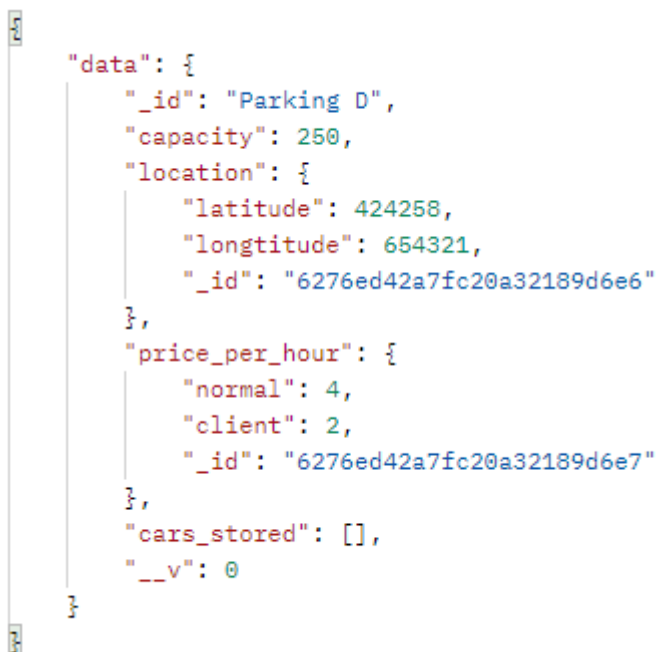 {
    "data": {
        "_id": "Parking D",
        "capacity": 250,
        "location": {
            "latitude": 424258,
            "longtitude": 654321,
            "_id": "6276ed42a7fc20a32189d6e6"
        },
        "price_per_hour": {
            "normal": 4,
            "client": 2,
            "_id": "6276ed42a7fc20a32189d6e7"
        },
        "cars_stored": [],
        "__v": 0
    }
}